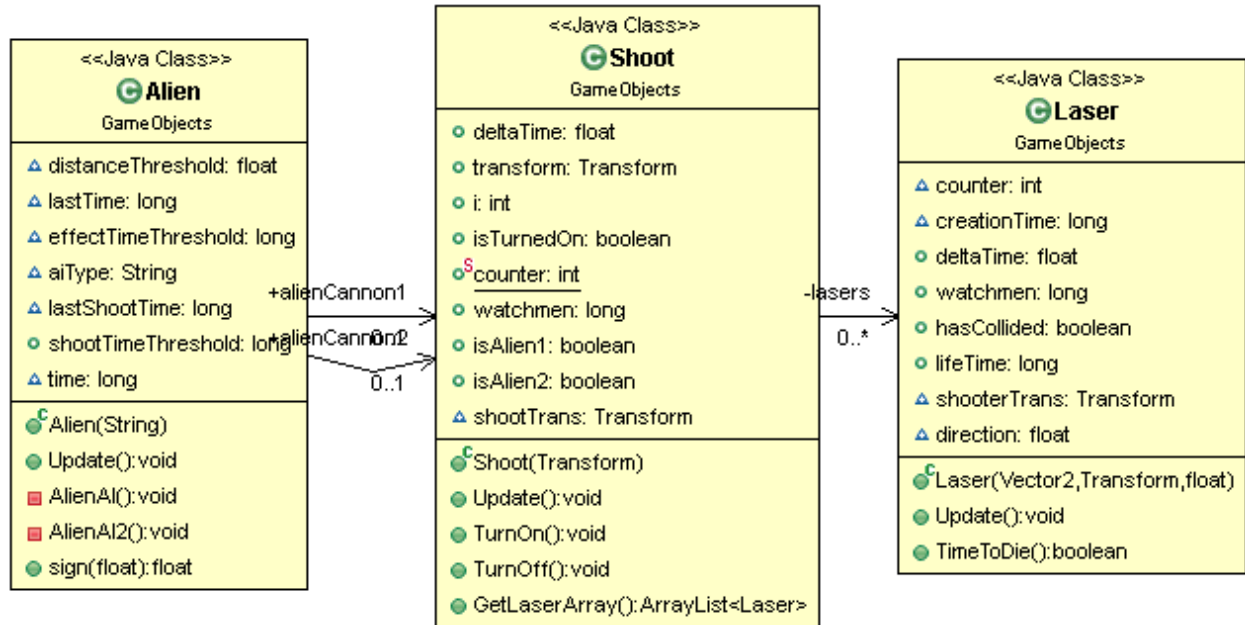 <<Java Class>>
Alien
GameObjects
distanceThreshold: float
lastTime: long
effectTimeThreshold: long
aiType: String
lastShootTime: long
shootTimeThreshold: long
time: long
Alien(String)
Update():void
AlienAI():void
AlienAI2():void
sign(float):float
+alienCannon1
+alienCannon2
0..1
<<Java Class>>
Shoot
GameObjects
deltaTime: float
transform: Transform
i: int
isTurnedOn: boolean
counter: int
watchmen: long
isAlien1: boolean
isAlien2: boolean
shootTrans: Transform
Shoot(Transform)
Update():void
TurnOn():void
TurnOff():void
GetLaserArray():ArrayList<Laser>
-lasers
0..*
<<Java Class>>
Laser
GameObjects
counter: int
creationTime: long
deltaTime: float
watchmen: long
hasCollided: boolean
lifeTime: long
shooterTrans: Transform
direction: float
Laser(Vector2,Transform,float)
Update():void
TimeToDie():boolean